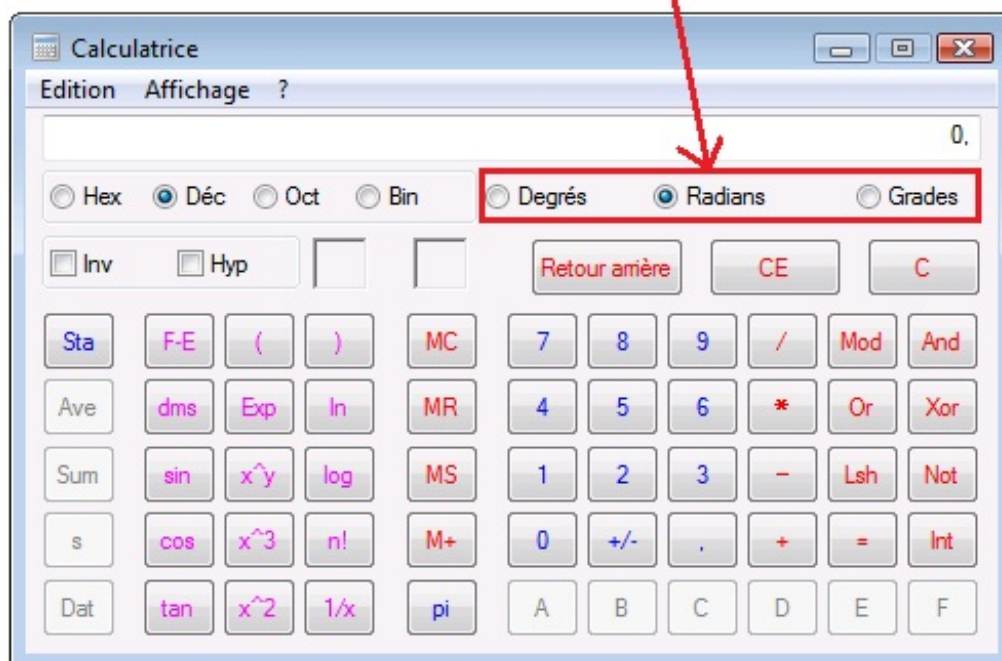 Calculatrice
Edition Affichage ?
0,
Hex Déc Oct Bin Degrés Radians Grades
Inv Hyp Retour arrière CE C
Sta F-E ( ) MC 7 8 9 / Mod And
Ave dms Exp ln MR 4 5 6 * Or Xor
Sum sin x^y log MS 1 2 3 - Lsh Not
s cos x^3 n! M+ 0 +/- , + = Int
Dat tan x^2 1/x pi A B C D E F